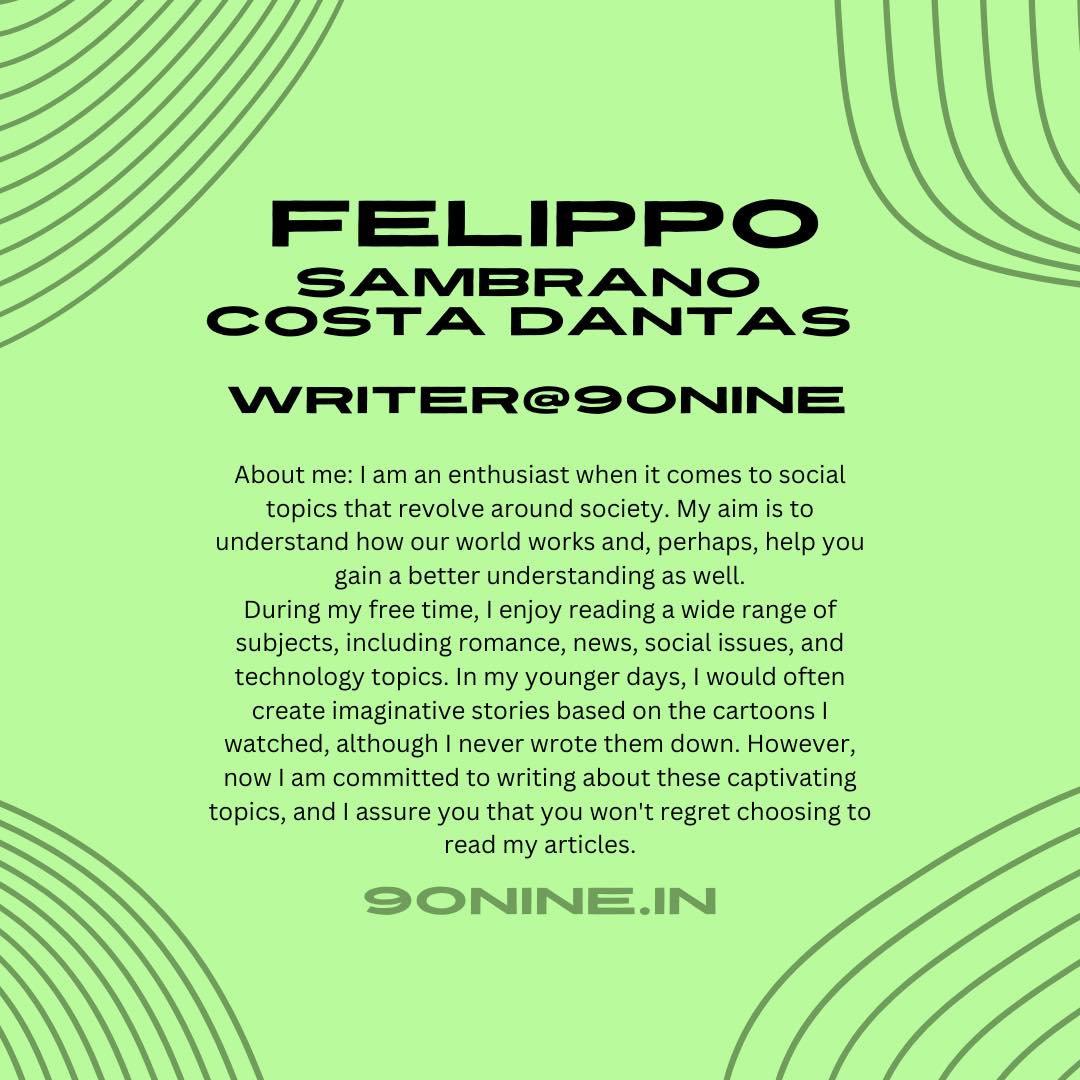 FELIPPO
SAMBRANO
COSTA DANTAS
WRITER@9ONINE
About me: I am an enthusiast when it comes to social
topics that revolve around society. My aim is to
understand how our world works and, perhaps, help you
gain a better understanding as well.
During my free time, I enjoy reading a wide range of
subjects, including romance, news, social issues, and
technology topics. In my younger days, I would often
create imaginative stories based on the cartoons I
watched, although I never wrote them down. However,
now I am committed to writing about these captivating
topics, and I assure you that you won't regret choosing to
read my articles.
9ONINE.IN